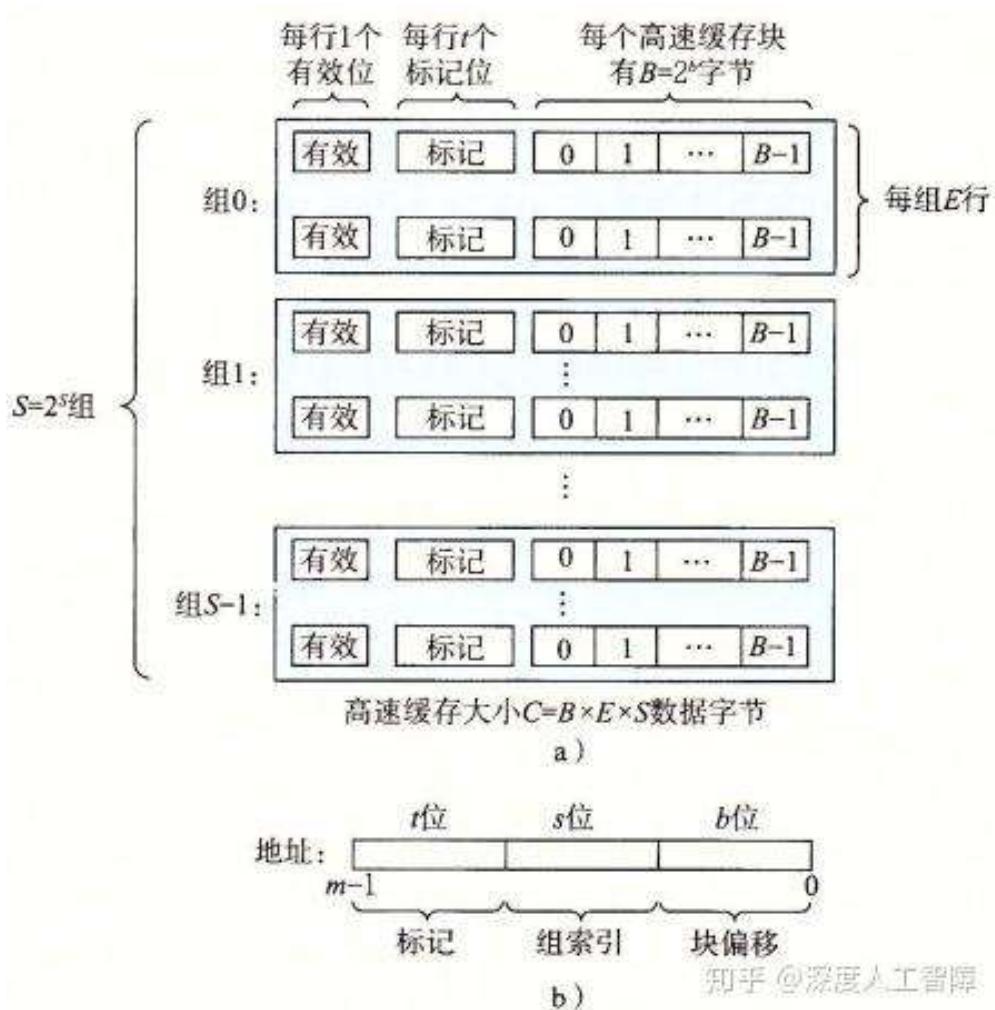 每行1个 每行t个 每个高速缓存块
有效位 标记位 有B=2ᵇ字节
有效 标记 0 1 … B-1
组0:
每组E行
有效 标记 0 1 … B-1
有效 标记 0 1 … B-1
组1:
⋮
有效 标记 0 1 … B-1
S=2ˢ组
⋮
有效 标记 0 1 … B-1
组S-1:
⋮
有效 标记 0 1 … B-1
高速缓存大小C=B×E×S数据字节
a)
t位 s位 b位
地址:
m-1 0
标记 组索引 块偏移
知乎 @深度人工智障
b)